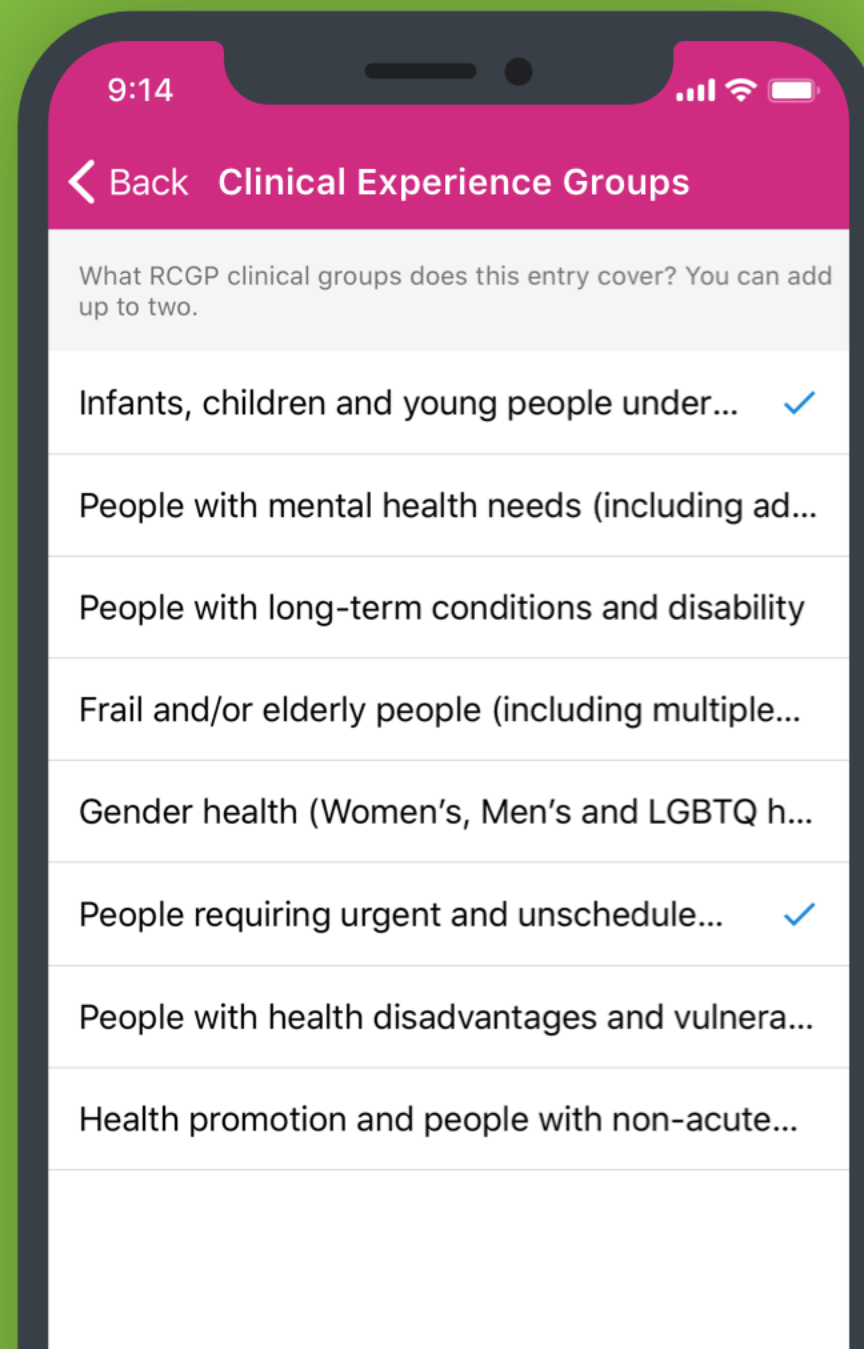 9:14
Back Clinical Experience Groups
What RCGP clinical groups does this entry cover? You can add
up to two.
Infants, children and young people under...
People with mental health needs (including ad...
People with long-term conditions and disability
Frail and/or elderly people (including multiple...
Gender health (Women’s, Men’s and LGBTQ h...
People requiring urgent and unschedule...
People with health disadvantages and vulnera...
Health promotion and people with non-acute...